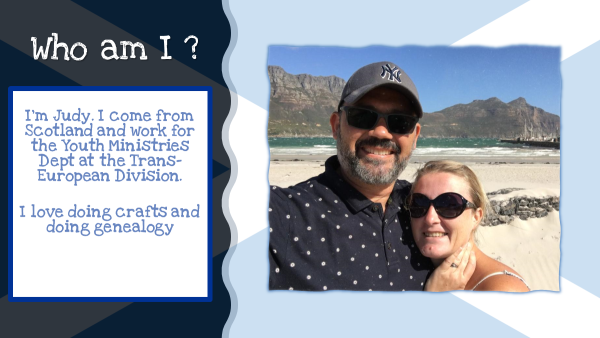 Who am I ?
I'm Judy. I come from
Scotland and work for
the Youth Ministries
Dept at the Trans-
European Division.
I love doing crafts and
doing genealogy
NY